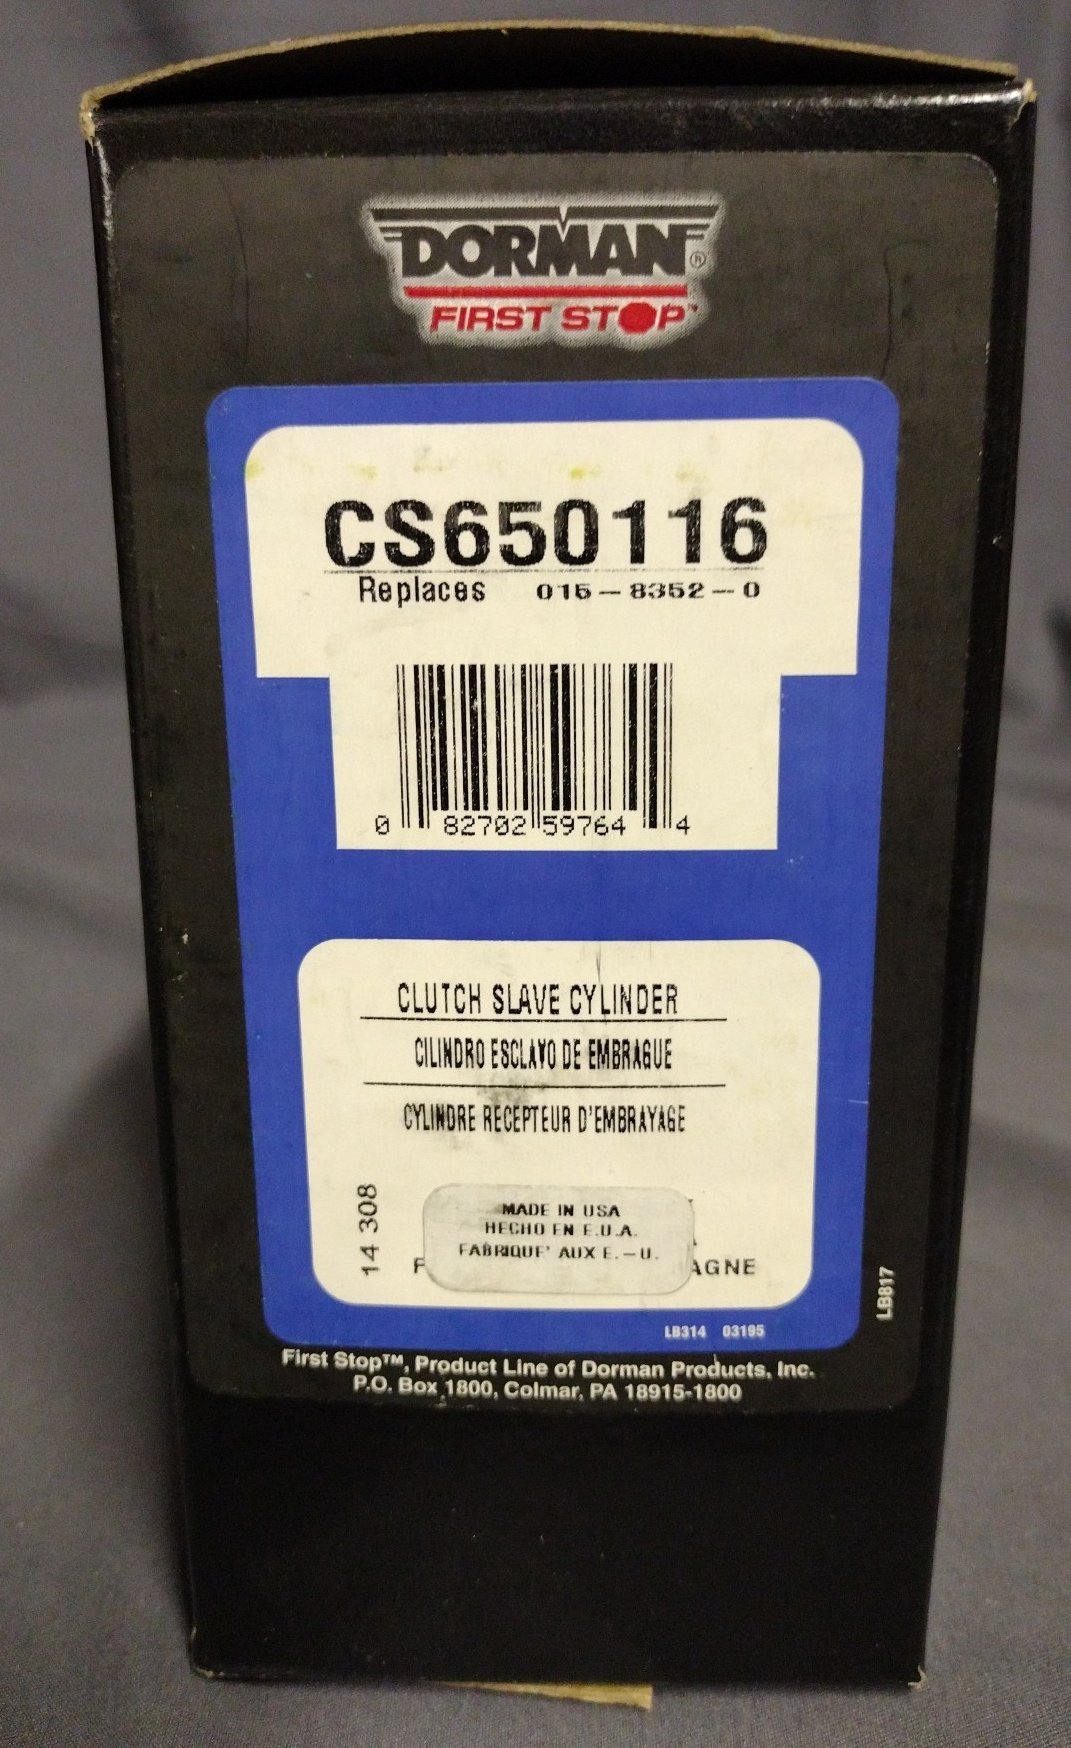 DORMAN®
FIRST STOP™
CS650116
Replaces 015-8352-0
0 82702 59764 4
CLUTCH SLAVE CYLINDER
CILINDRO ESCLAVO DE EMBRAGUE
CYLINDRE RECEPTEUR D'EMBRAYAGE
14 308
MADE IN USA
HECHO EN E.U.A.
FABRIQUE' AUX E.-U.
F AGNE
LB314 03195
LB817
First Stop™, Product Line of Dorman Products, Inc.
P.O. Box 1800, Colmar, PA 18915-1800